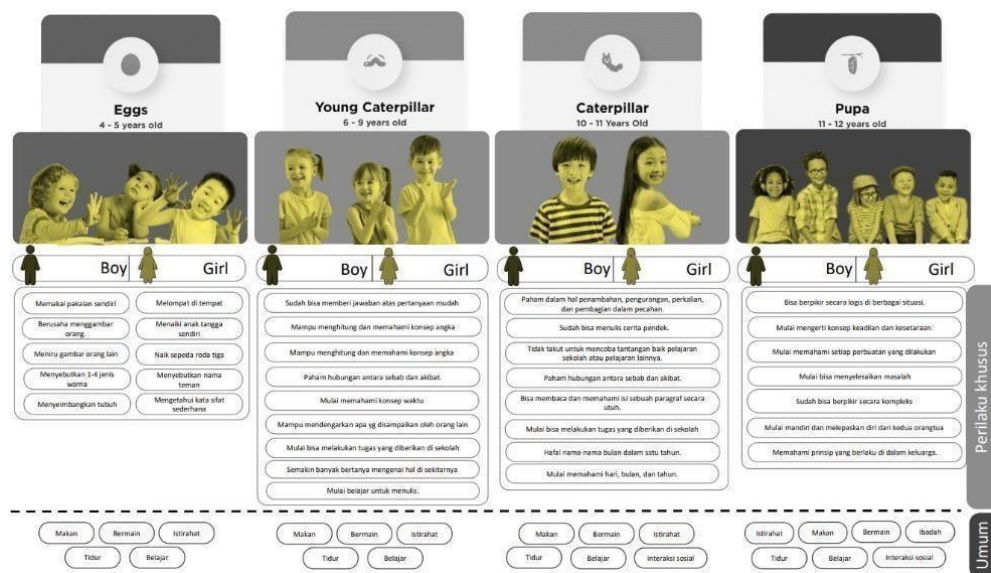 Eggs
4 - 5 years old
Young Caterpillar
6 - 9 years old
Caterpillar
10 - 11 Years Old
Pupa
11 - 12 years old
Boy
Girl
Boy
Girl
Boy
Girl
Boy
Girl
Memakai pakaian sendiri
Melompat di tempat
Berusaha menggambar
orang.
Menaiki anak tangga
sendiri
Meniru gambar orang lain
Naik sepeda roda tiga
Menyebutkan 1-4 jenis
warna
Menyebutkan nama
teman
Menyeimbangkan tubuh
Mengetahui kata sifat
sederhana
Sudah bisa memberi jawaban atas pertanyaan mudah
Mampu menghitung dan memahami konsep angka
Mampu menghitung dan memahami konsep angka
Paham hubungan antara sebab dan akibat.
Mulai memahami konsep waktu
Mampu mendengarkan apa yg disampaikan oleh orang lain
Mulai bisa melakukan tugas yang diberikan di sekolah
Semakin banyak bertanya mengenai hal di sekitarnya
Mulai belajar untuk menulis.
Paham dalam hal penambahan, pengurangan, perkalian,
dan pembagian dalam pecahan.
Sudah bisa menulis cerita pendek.
Tidak takut untuk mencoba tantangan baik pelajaran
sekolah atau pelajaran lainnya.
Paham hubungan antara sebab dan akibat.
Bisa membaca dan memahami isi sebuah paragraf secara
utuh.
Mulai bisa melakukan tugas yang diberikan di sekolah
Hafal nama-nama bulan dalam satu tahun.
Mulai memahami hari, bulan, dan tahun.
Bisa berpikir secara logis di berbagai situasi.
Mulai mengerti konsep keadilan dan kesetaraan.
Mulai memahami setiap perbuatan yang dilakukan
Mulai bisa menyelesaikan masalah
Sudah bisa berpikir secara kompleks
Mulai mandiri dan melepaskan diri dari kedua orangtua
Memahami prinsip yang berlaku di dalam keluarga.
Perilaku khusus
Makan
Bermain
Istirahat
Tidur
Belajar
Makan
Bermain
Istirahat
Tidur
Belajar
Makan
Bermain
Istirahat
Tidur
Belajar
Interaksi sosial
Istirahat
Makan
Bermain
Ibadah
Tidur
Belajar
Interaksi sosial
Umum